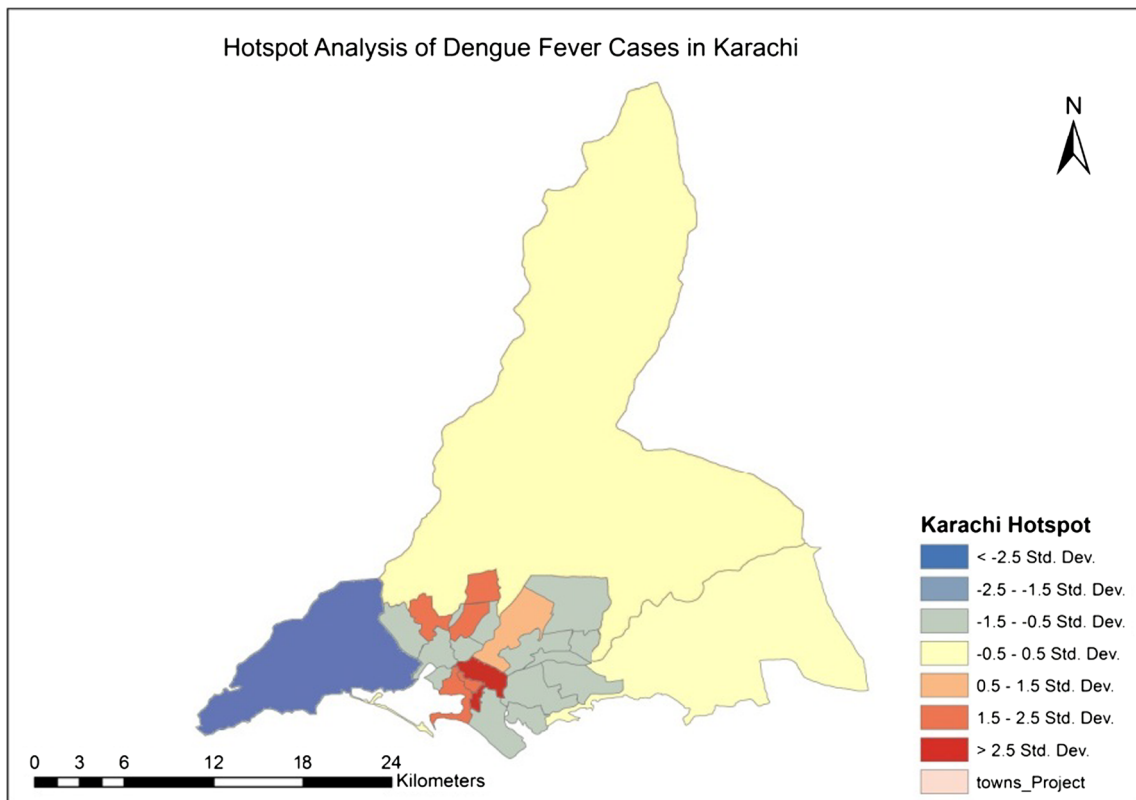 Hotspot Analysis of Dengue Fever Cases in Karachi
N
Karachi Hotspot
< -2.5 Std. Dev.
-2.5 - -1.5 Std. Dev.
-1.5 - -0.5 Std. Dev.
-0.5 - 0.5 Std. Dev.
0.5 - 1.5 Std. Dev.
1.5 - 2.5 Std. Dev.
> 2.5 Std. Dev.
towns_Project
0 3 6 12 18 24
Kilometers